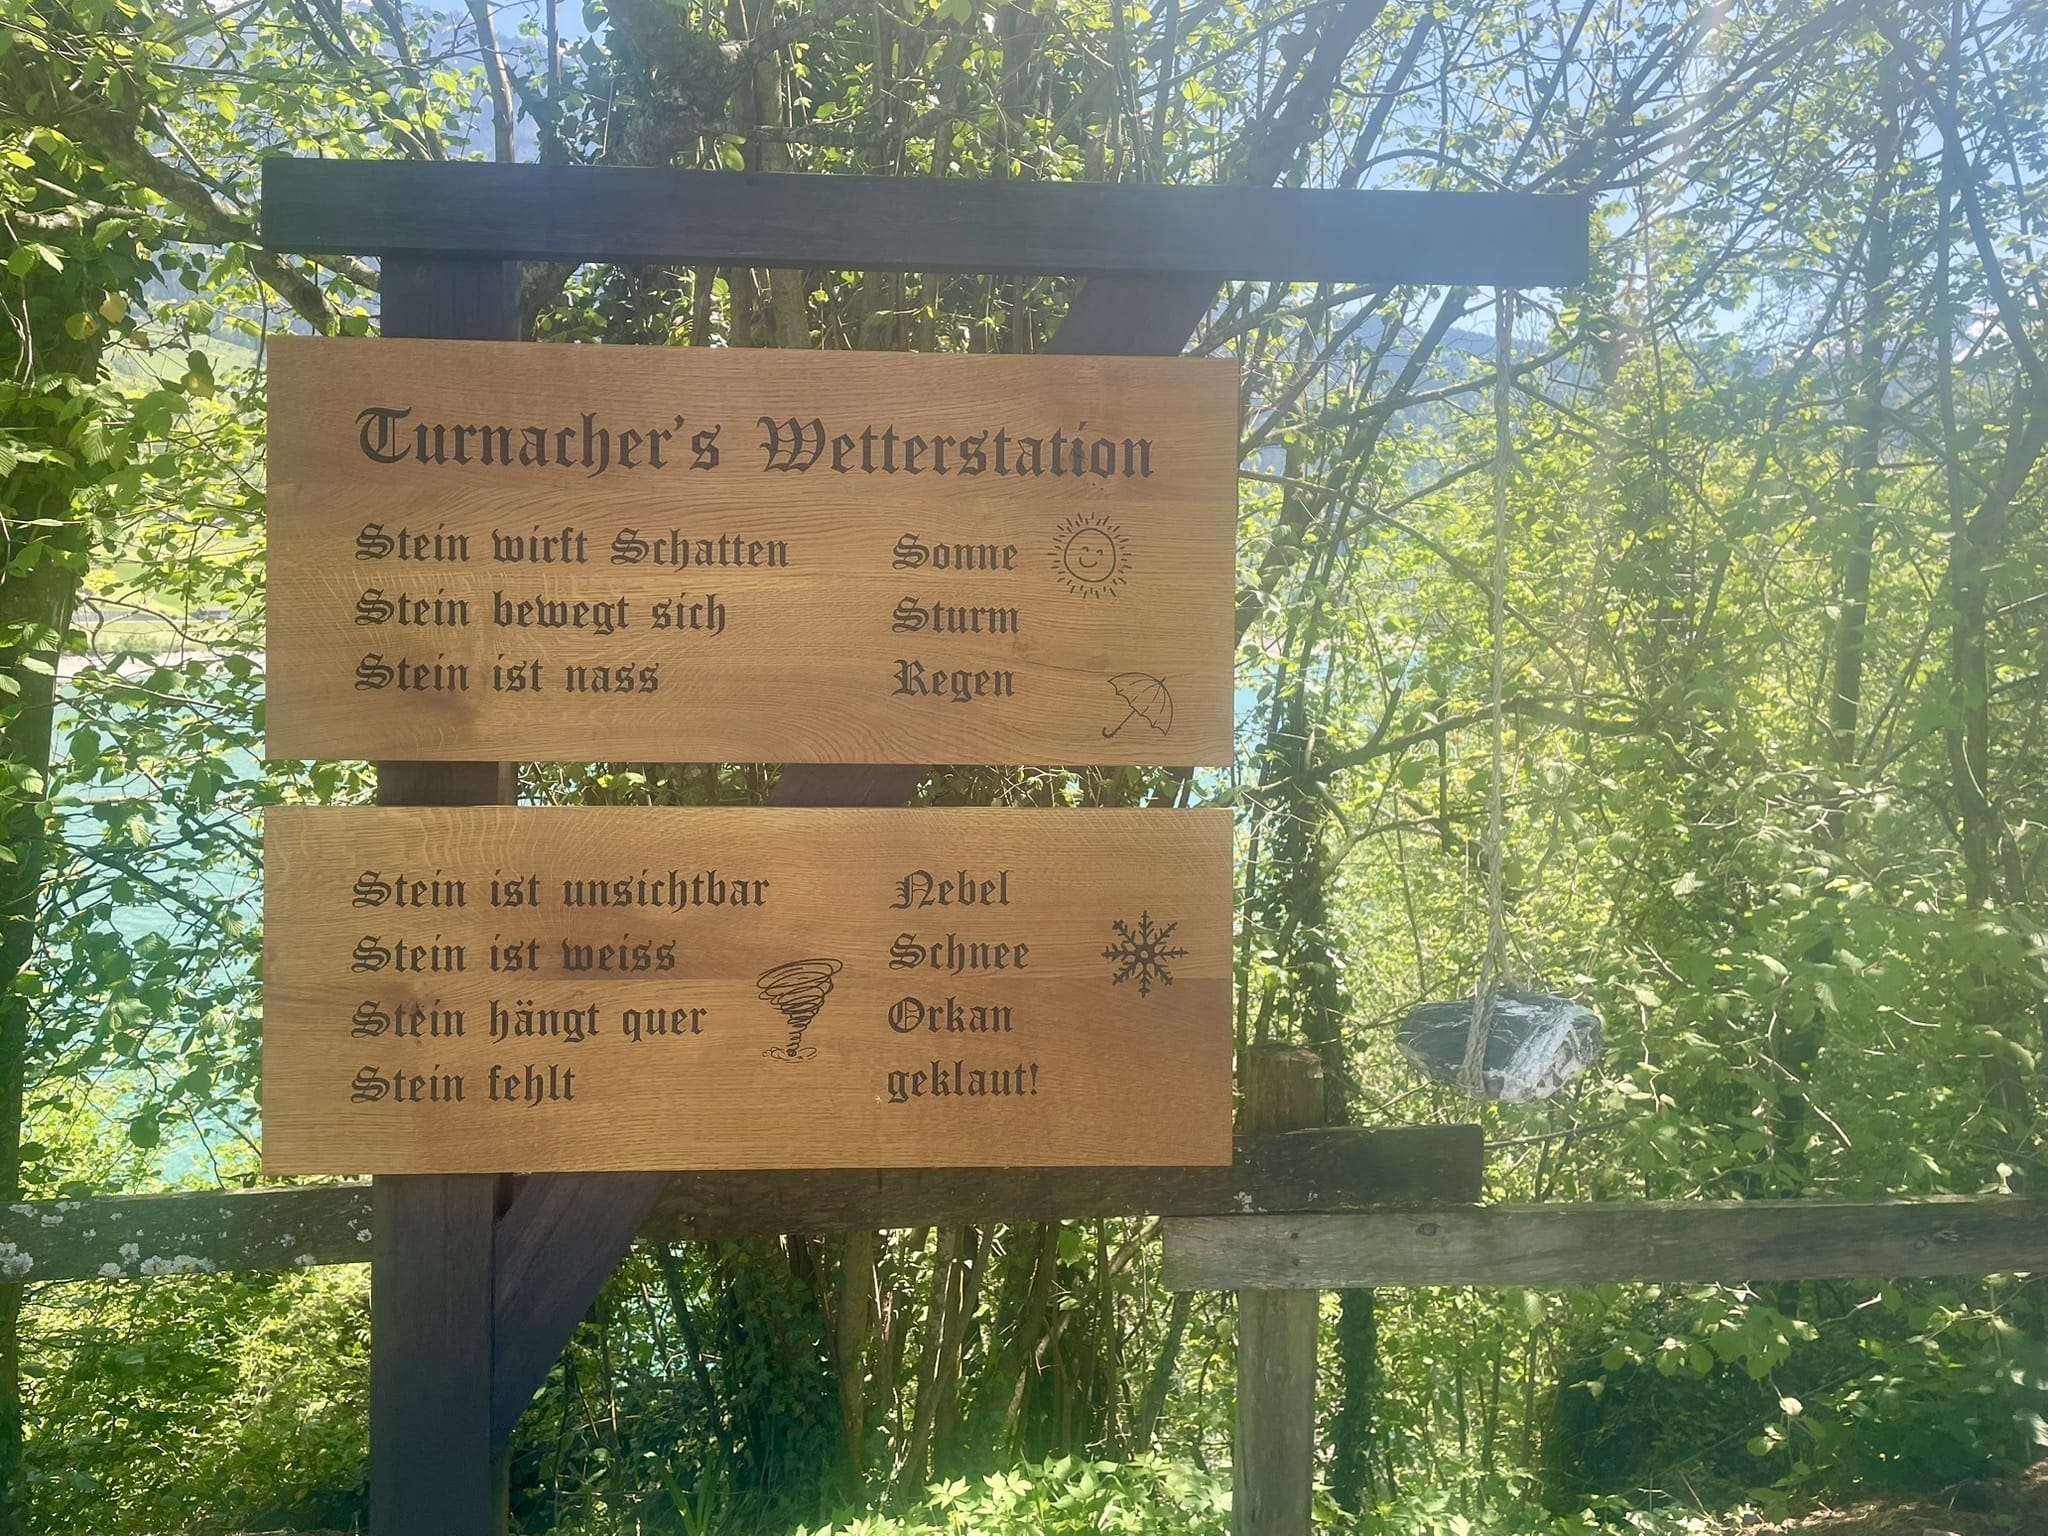 Turnacher's Wetterstation
Stein wirft Schatten Sonne
Stein bewegt sich Sturm
Stein ist nass Regen
Stein ist unsichtbar Nebel
Stein ist weiss Schnee
Stein hängt quer Orkan
Stein fehlt geklaut!